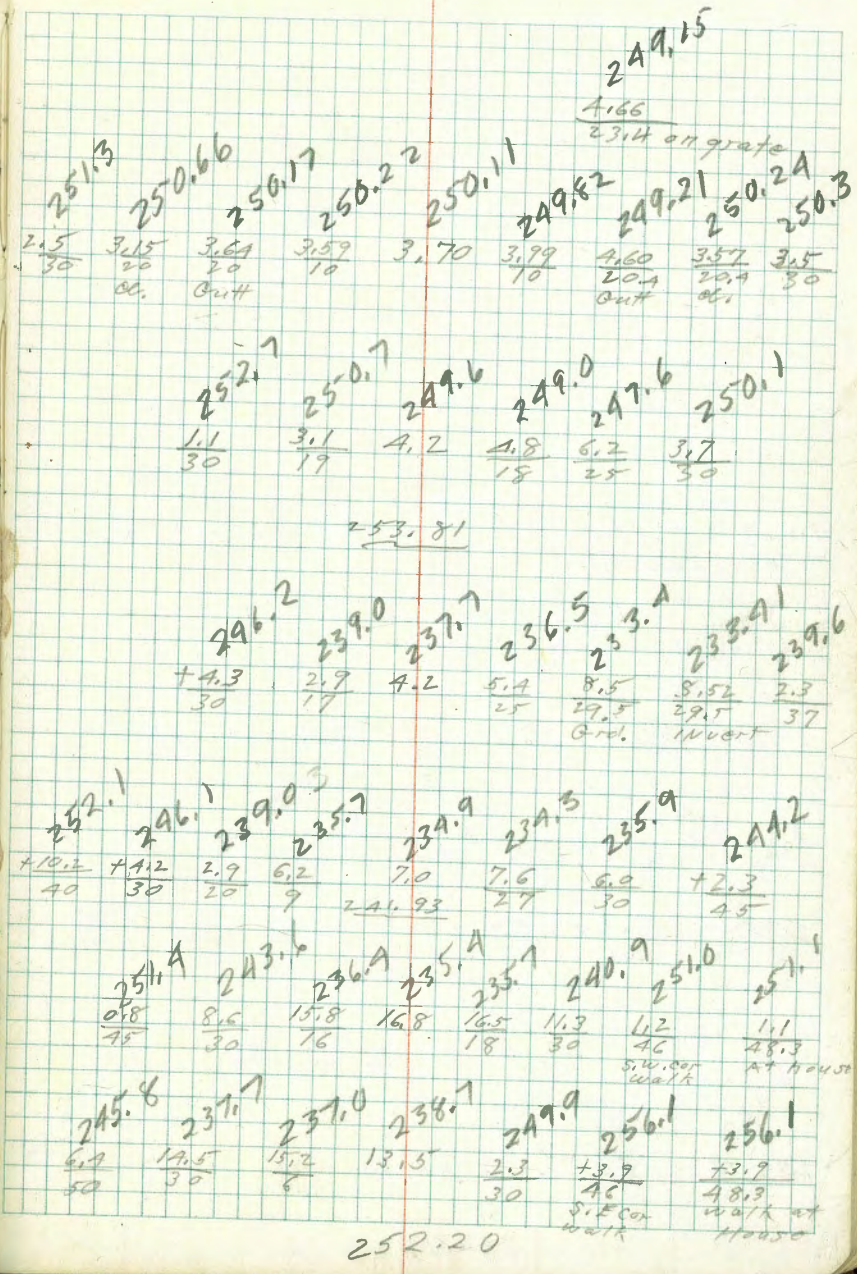 249.15
4.66
23.4 on grate
251.3 250.66 250.17 250.22 250.11 249.82 249.21 250.24 250.3
2.5 3.15 3.64 3.59 3.70 3.99 4.60 3.57 3.5
30 20 20 10 10 20.4 20.4 30
Gutt Gutt
252.7 250.7 249.6 249.0 247.6 250.1
1.1 3.1 4.2 4.8 6.2 3.7
30 19 18 25 30
253.81
246.2 239.0 237.7 236.5 233.4 233.41 239.6
+4.3 2.9 4.2 5.4 8.5 8.52 2.3
30 17 25 29.5 29.5 37
Grd. Invert
252.1 246.1 239.03 235.7 234.9 234.3 235.9 244.2
+10.2 +4.2 2.9 6.2 7.0 7.6 6.0 +2.3
40 30 20 9 27 30 45
241.93
251.4 243.6 236.4 235.4 235.7 240.9 251.0 251.1
0.8 8.6 15.8 16.8 16.5 11.3 1.2 1.1
45 30 16 18 30 46 48.3
S.W. cor At House
walk
245.8 237.7 237.0 238.7 249.9 256.1 256.1
6.4 14.5 15.2 13.5 2.3 +3.9 +3.9
50 30 6 30 46 48.3
S.E cor walk at
walk House
252.20